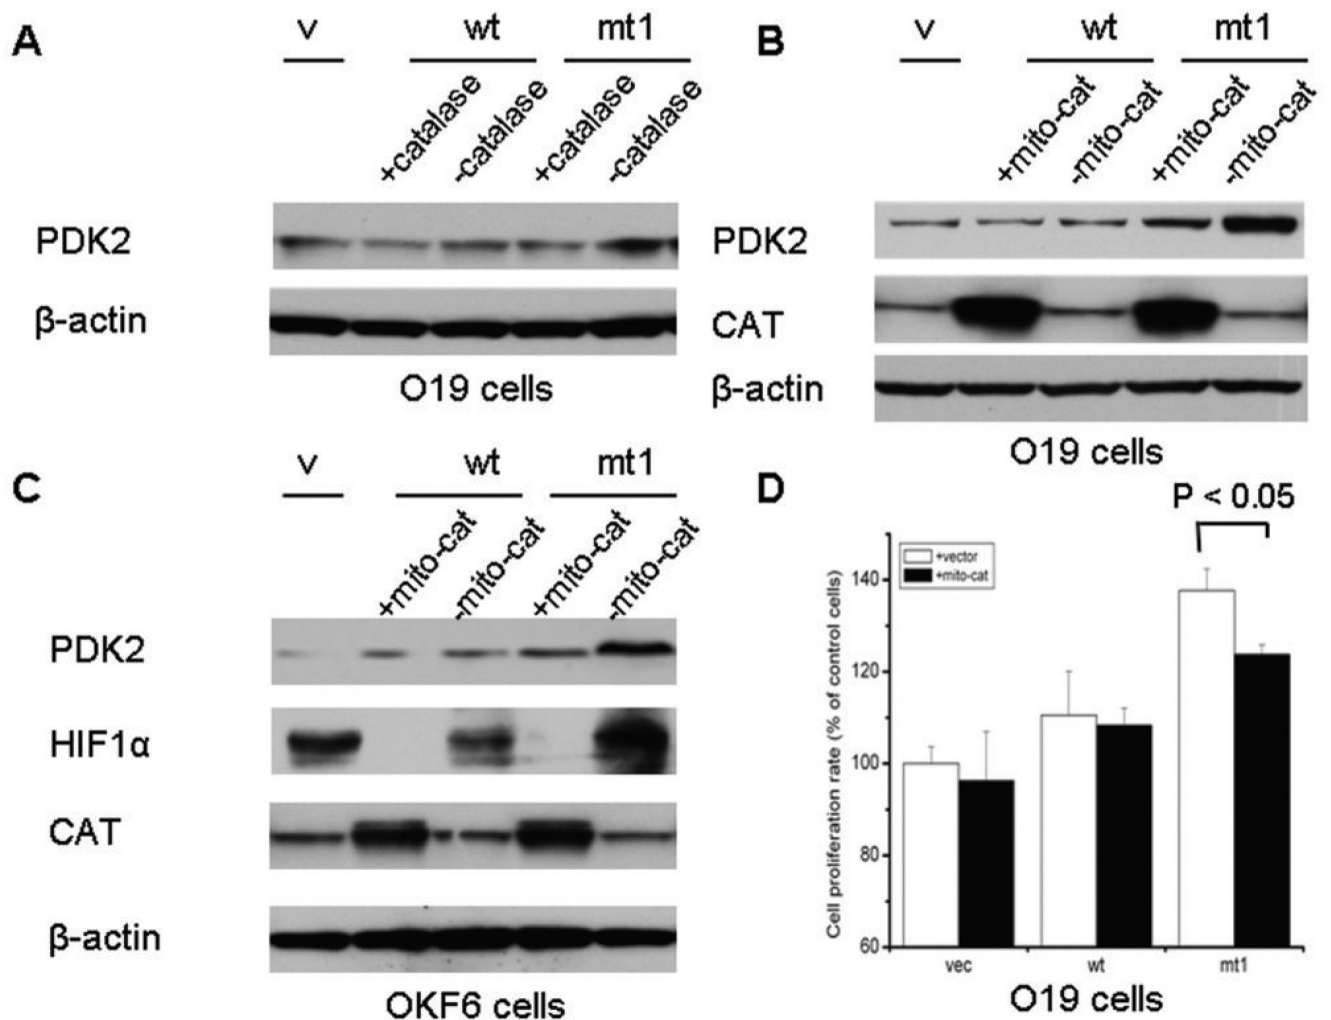 A
v wt mt1
+catalase -catalase +catalase -catalase
PDK2
β-actin
O19 cells
B
v wt mt1
+mito-cat -mito-cat +mito-cat -mito-cat
PDK2
CAT
β-actin
O19 cells
C
v wt mt1
+mito-cat -mito-cat +mito-cat -mito-cat
PDK2
HIF1α
CAT
β-actin
OKF6 cells
D
P < 0.05
+vector
+mito-cat
Cell proliferation rate (% of control cells)
140
120
100
80
60
vec wt mt1
O19 cells